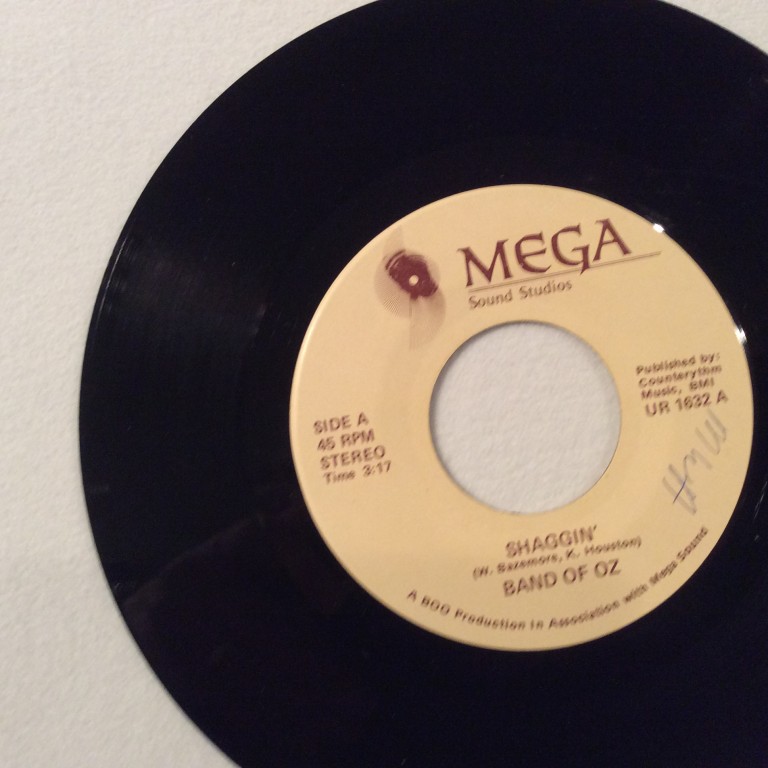 MEGA
Sound Studios
Published by:
Counterythm
Music, BMI
UR 1632 A
SIDE A
45 RPM
STEREO
Time 3:17
SHAGGIN'
(W. Bazemore, K. Houston)
BAND OF OZ
A BOO Production in Association with Mega Sound